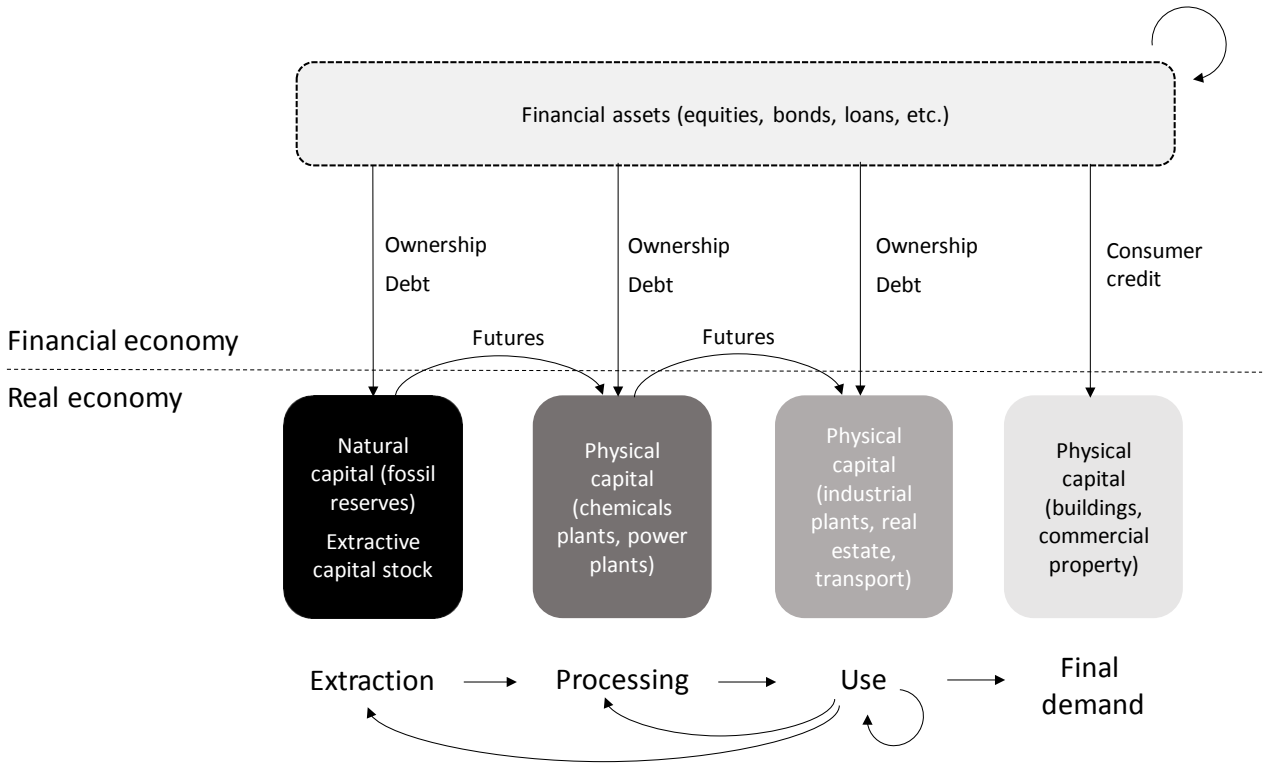 Financial assets (equities, bonds, loans, etc.)
Ownership
Debt
Ownership
Debt
Ownership
Debt
Consumer
credit
Futures
Futures
Financial economy
Real economy
Natural
capital (fossil
reserves)
Extractive
capital stock
Physical
capital
(chemicals
plants, power
plants)
Physical
capital
(industrial
plants, real
estate,
transport)
Physical
capital
(buildings,
commercial
property)
Extraction
Processing
Use
Final
demand